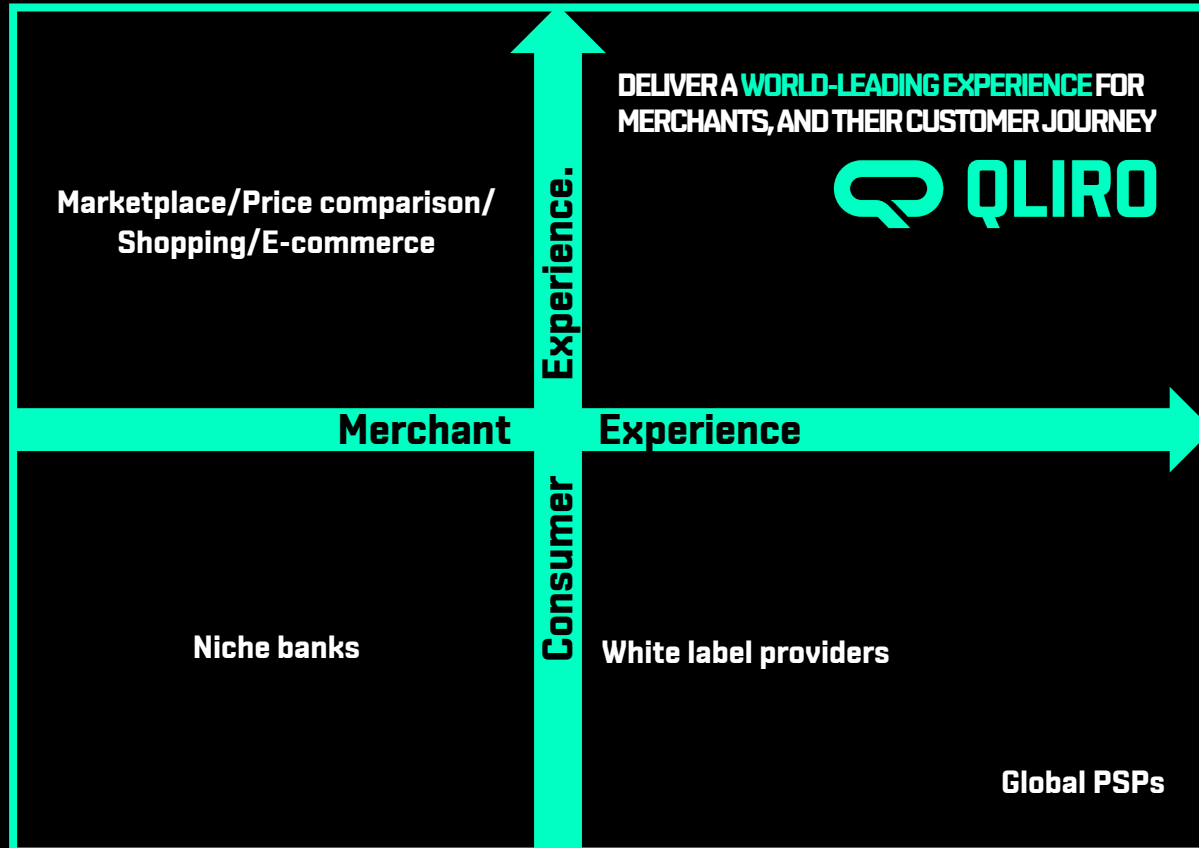 DELIVER A WORLD-LEADING EXPERIENCE FOR
MERCHANTS, AND THEIR CUSTOMER JOURNEY
QLIRO
Marketplace/Price comparison/
Shopping/E-commerce
Consumer Experience.
Merchant Experience
Niche banks
White label providers
Global PSPs